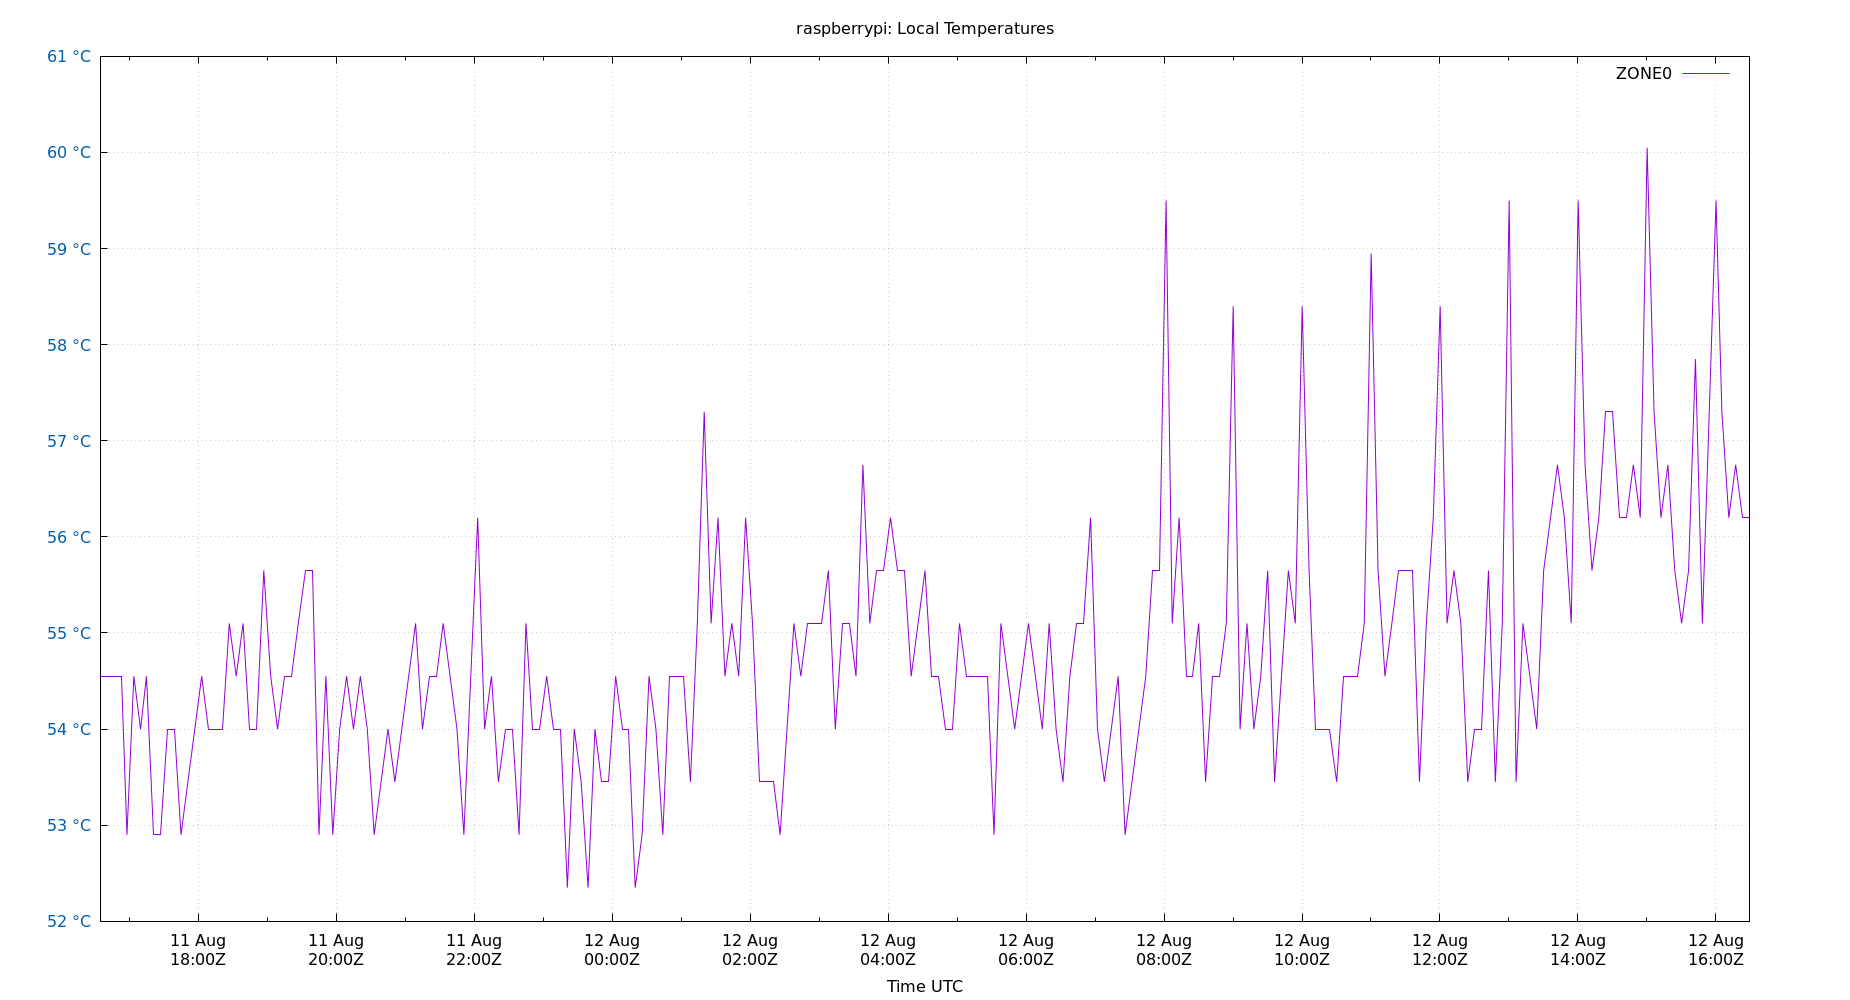 raspberrypi: Local Temperatures
61 °C
ZONE0
60 °C
59 °C
58 °C
57 °C
56 °C
55 °C
54 °C
53 °C
52 °C
11 Aug 11 Aug 11 Aug 12 Aug 12 Aug 12 Aug 12 Aug 12 Aug 12 Aug 12 Aug 12 Aug 12 Aug
18:00Z 20:00Z 22:00Z 00:00Z 02:00Z 04:00Z 06:00Z 08:00Z 10:00Z 12:00Z 14:00Z 16:00Z
Time UTC